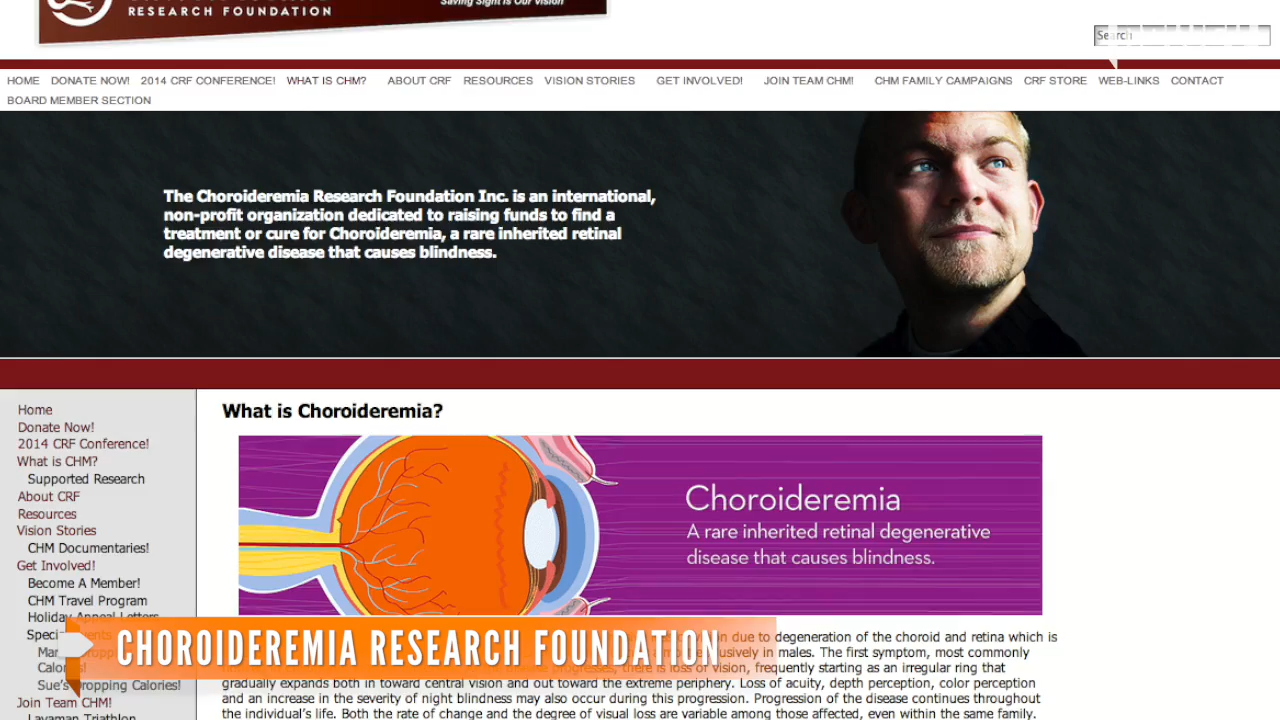 RESEARCH FOUNDATION
Saving Sight is Our Vision
Search
HOME DONATE NOW! 2014 CRF CONFERENCE! WHAT IS CHM? ABOUT CRF RESOURCES VISION STORIES GET INVOLVED! JOIN TEAM CHM! CHM FAMILY CAMPAIGNS CRF STORE WEB-LINKS CONTACT
BOARD MEMBER SECTION
The Choroideremia Research Foundation Inc. is an international,
non-profit organization dedicated to raising funds to find a
treatment or cure for Choroideremia, a rare inherited retinal
degenerative disease that causes blindness.
Home
Donate Now!
2014 CRF Conference!
What is CHM?
Supported Research
About CRF
Resources
Vision Stories
CHM Documentaries!
Get Involved!
Become A Member!
CHM Travel Program
Holiday Appeal Letters
Sue's Dropping Calories!
Join Team CHM!
Lavaman Triathlon
What is Choroideremia?
Choroideremia
A rare inherited retinal degenerative
disease that causes blindness.
due to degeneration of the choroid and retina which is
in males. The first symptom, most commonly
there is loss of vision, frequently starting as an irregular ring that
gradually expands both in toward central vision and out toward the extreme periphery. Loss of acuity, depth perception, color perception
and an increase in the severity of night blindness may also occur during this progression. Progression of the disease continues throughout
the individual's life. Both the rate of change and the degree of visual loss are variable among those affected, even within the same family.
CHOROIDEREMIA RESEARCH FOUNDATION